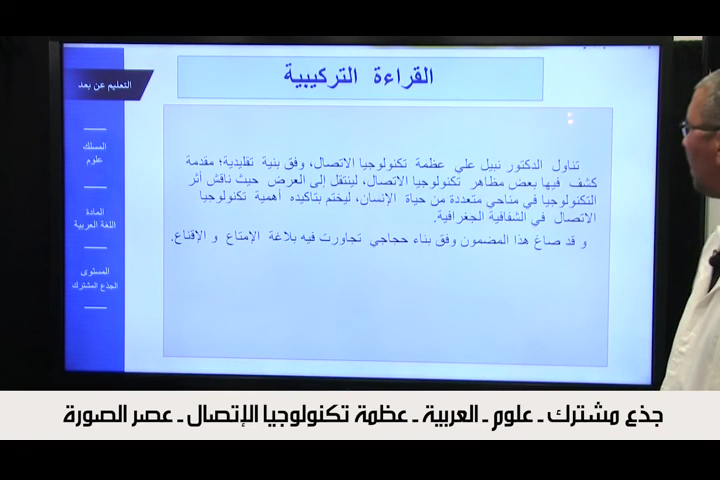 القراءة التركيبية
التعليم عن بعد
المسلك
علوم
المادة
اللغة العربية
المستوى
الجذع المشترك
تناول الدكتور نبيل علي عظمة تكنولوجيا الاتصال، وفق بنية تقليدية؛ مقدمة
كشف فيها بعض مظاهر تكنولوجيا الاتصال، لينتقل إلى العرض حيث ناقش أثر
التكنولوجيا في مناحي متعددة من حياة الإنسان، ليختم بتاكيده أهمية تكنولوجيا
الاتصال في الشفافية الجغرافية.
و قد صاغ هذا المضمون وفق بناء حجاجي تجاورت فيه بلاغة الإمتاع و الإقناع.
جذع مشترك ـ علوم ـ العربية ـ عظمة تكنولوجيا الإتصال ـ عصر الصورة